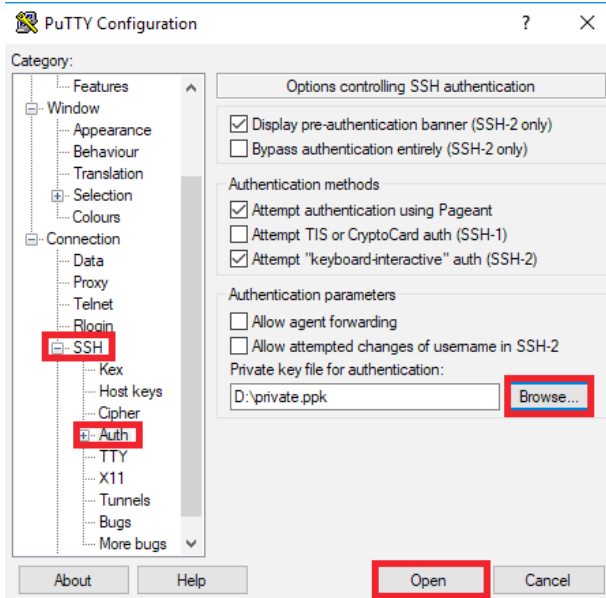 PuTTY Configuration
?
Category:
Features
Window
Appearance
Behaviour
Translation
Selection
Colours
Connection
Data
Proxy
Telnet
Rlogin
SSH
Kex
Host keys
Cipher
Auth
TTY
X11
Tunnels
Bugs
More bugs
Options controlling SSH authentication
Display pre-authentication banner (SSH-2 only)
Bypass authentication entirely (SSH-2 only)
Authentication methods
Attempt authentication using Pageant
Attempt TIS or CryptoCard auth (SSH-1)
Attempt "keyboard-interactive" auth (SSH-2)
Authentication parameters
Allow agent forwarding
Allow attempted changes of username in SSH-2
Private key file for authentication:
D:\private.ppk
Browse...
About
Help
Open
Cancel